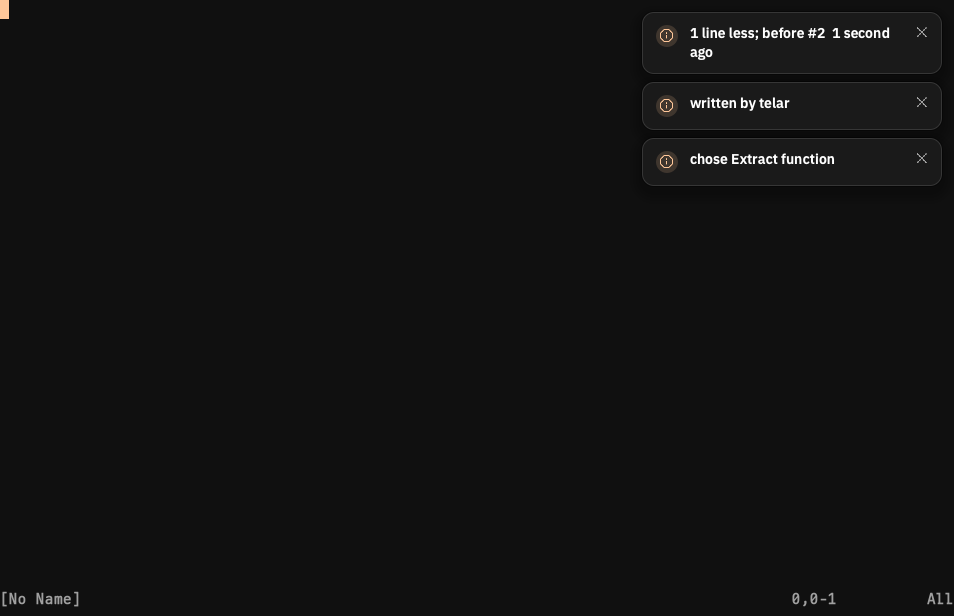 1 line less; before #2  1 second
ago
written by telar
chose Extract function
[No Name]
0,0-1
All